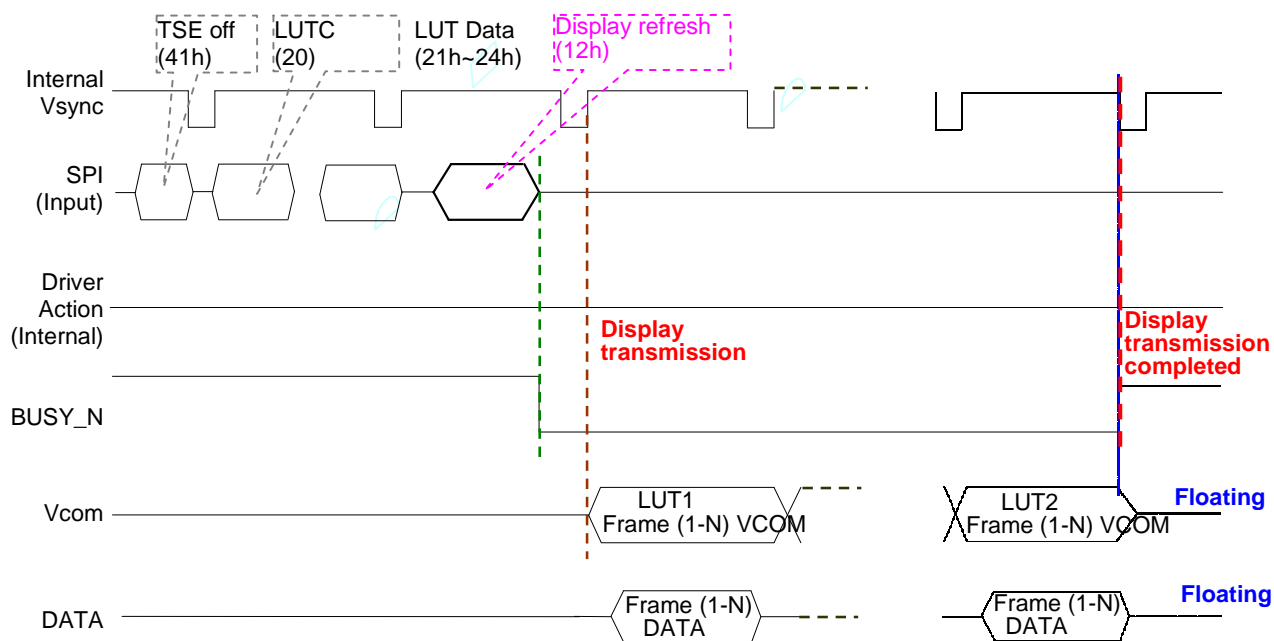 TSE off
(41h)
LUTC
(20)
LUT Data
(21h~24h)
Display refresh
(12h)
Internal
Vsync
SPI
(Input)
Driver
Action
(Internal)
Display
transmission
Display
transmission
completed
BUSY_N
Vcom
LUT1
Frame (1-N) VCOM
LUT2
Frame (1-N) VCOM
Floating
DATA
Frame (1-N)
DATA
Frame (1-N)
DATA
Floating